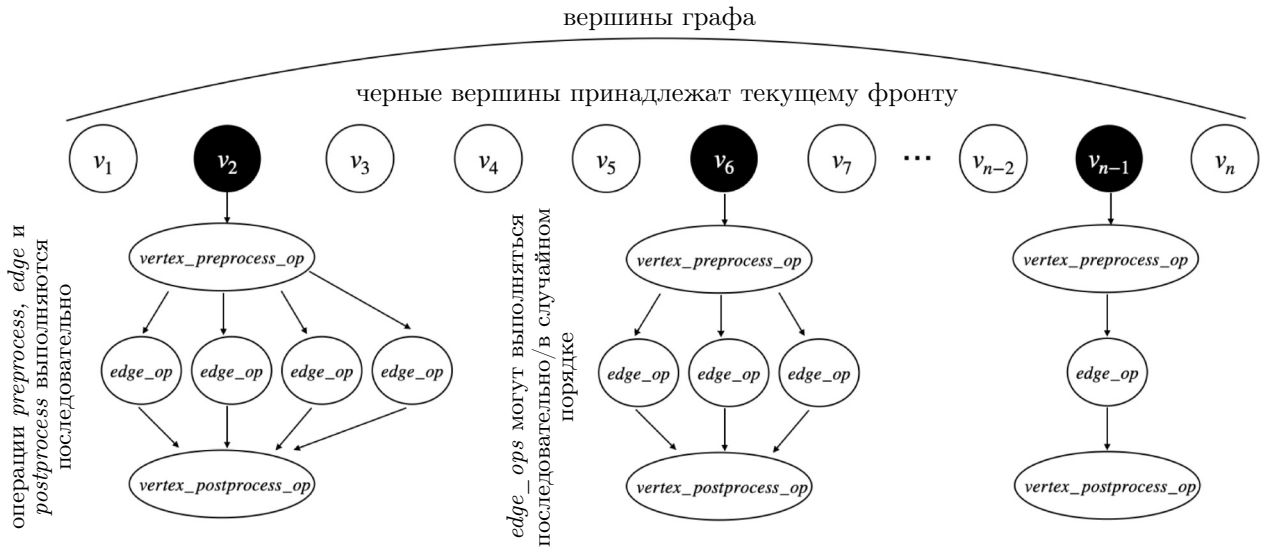 вершины графа
черные вершины принадлежат текущему фронту
v₁ v₂ v₃ v₄ v₅ v₆ v₇ ... vₙ₋₂ vₙ₋₁ vₙ
операции preprocess, edge и
postprocess выполняются
последовательно
vertex_preprocess_op
edge_op edge_op edge_op edge_op
vertex_postprocess_op
edge_ops могут выполняться
последовательно/в случайном
порядке
vertex_preprocess_op
edge_op edge_op edge_op
vertex_postprocess_op
vertex_preprocess_op
edge_op
vertex_postprocess_op